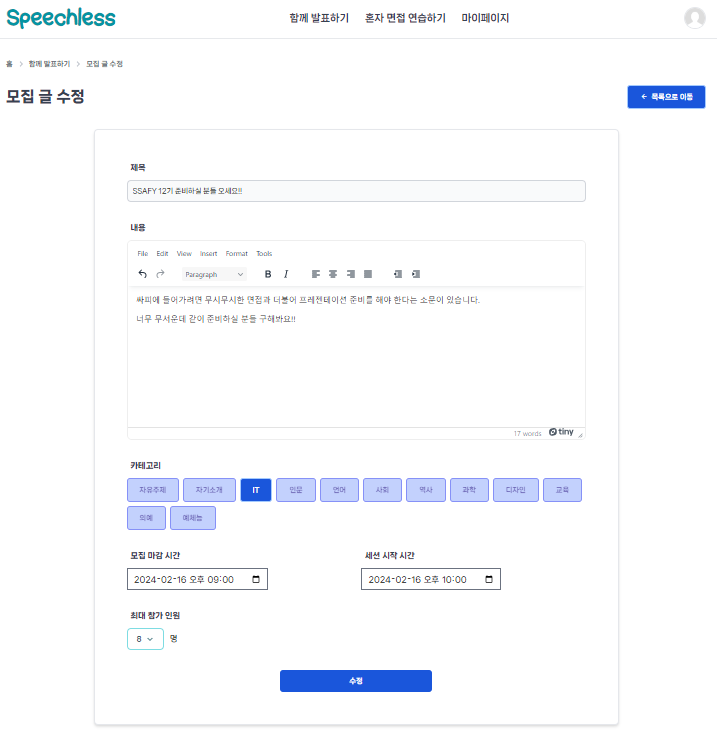 Speechless 함께 발표하기 혼자 면접 연습하기 마이페이지
홈 > 함께 발표하기 > 모집 글 수정
모집 글 수정
← 목록으로 이동
제목
SSAFY 12기 준비하실 분들 오세요!!
내용
File Edit View Insert Format Tools
Paragraph B I
싸피에 들어가려면 무시무시한 면접과 더불어 프레젠테이션 준비를 해야 한다는 소문이 있습니다.
너무 무서운데 같이 준비하실 분들 구해봐요!!
17 words tiny
카테고리
자유주제 자기소개 IT 인문 언어 사회 역사 과학 디자인 교육
의예 예체능
모집 마감 시간 세션 시작 시간
2024-02-16 오후 09:00 2024-02-16 오후 10:00
최대 참가 인원
8 명
수정